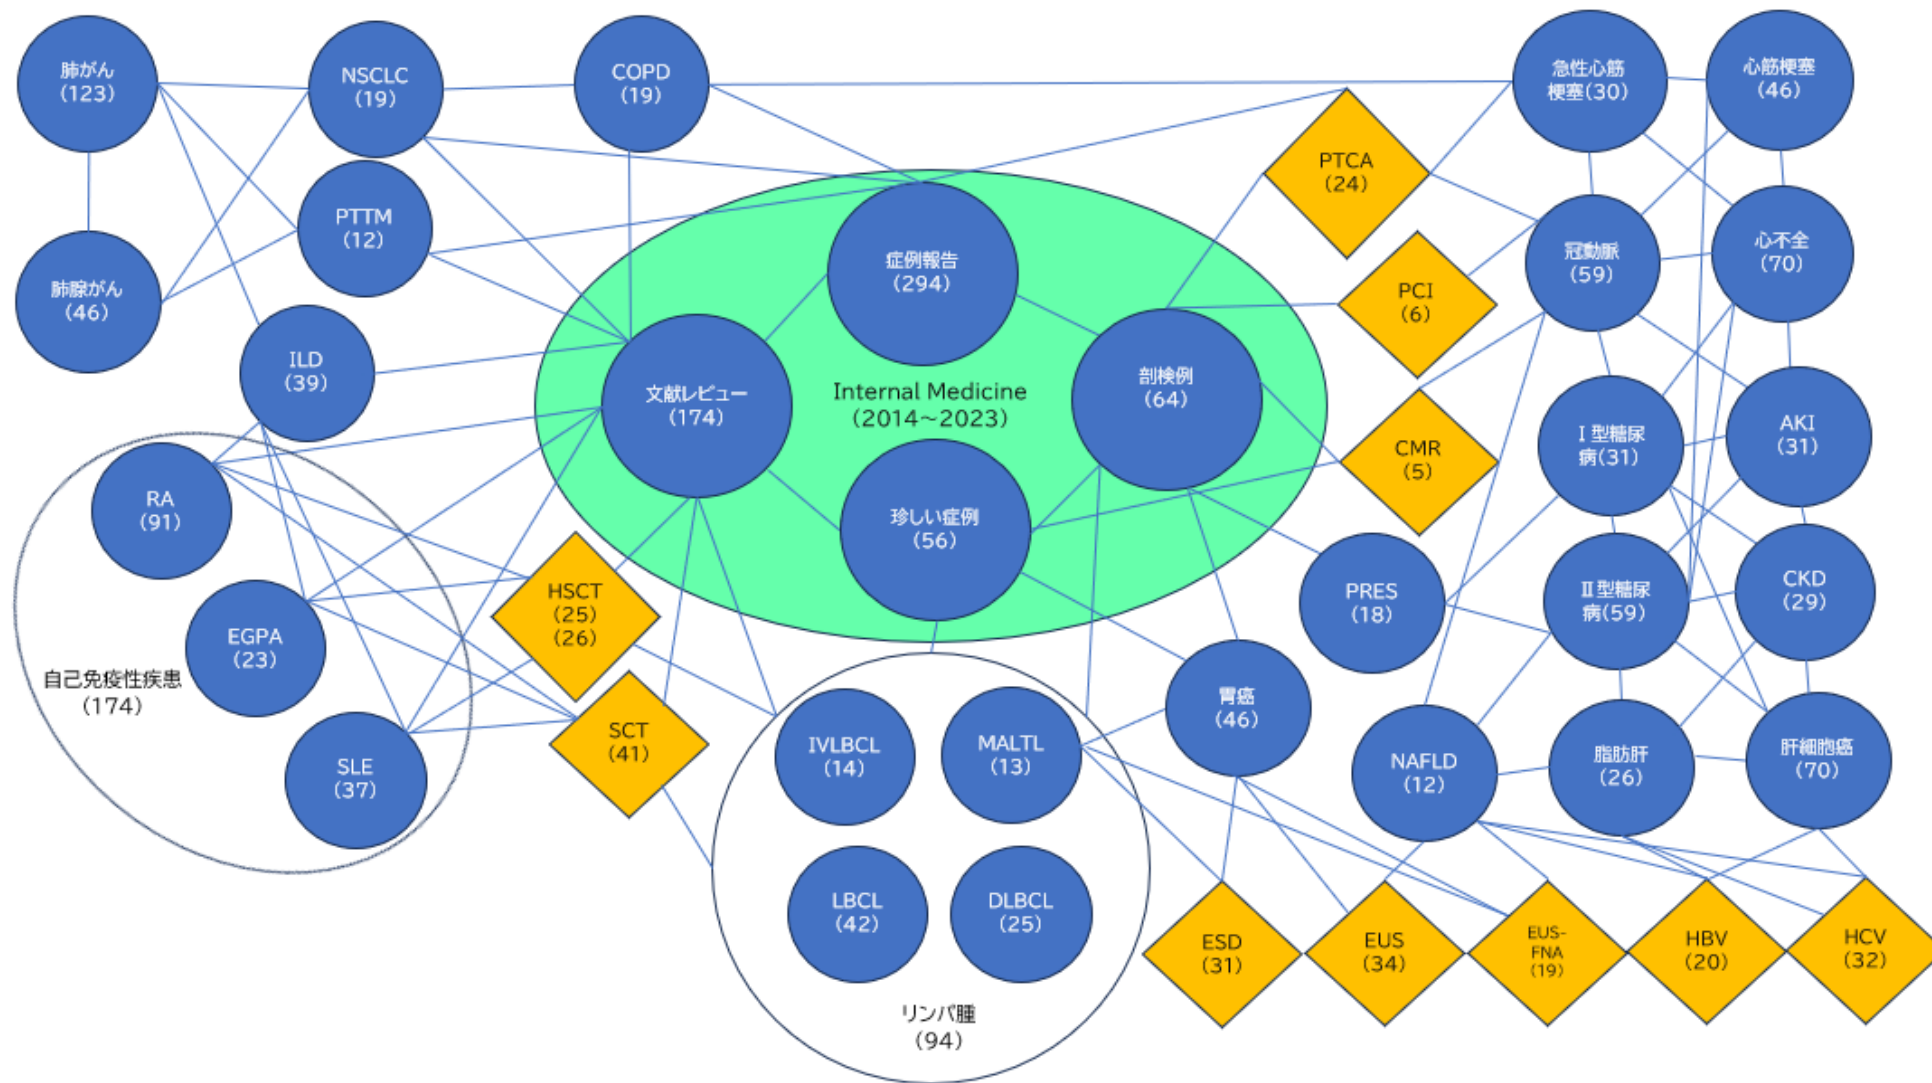 肺がん
(123)
NSCLC
(19)
COPD
(19)
急性心筋
梗塞(30)
心筋梗塞
(46)
PTCA
(24)
PTTM
(12)
肺腺がん
(46)
症例報告
(294)
冠動脈
(59)
心不全
(70)
PCI
(6)
ILD
(39)
文献レビュー
(174)
Internal Medicine
(2014～2023)
剖検例
(64)
CMR
(5)
Ⅰ型糖尿
病(31)
AKI
(31)
RA
(91)
珍しい症例
(56)
HSCT
(25)
(26)
PRES
(18)
Ⅱ型糖尿
病(59)
CKD
(29)
EGPA
(23)
自己免疫性疾患
(174)
SLE
(37)
SCT
(41)
胃癌
(46)
IVLBCL
(14)
MALTL
(13)
NAFLD
(12)
脂肪肝
(26)
肝細胞癌
(70)
LBCL
(42)
DLBCL
(25)
リンパ腫
(94)
ESD
(31)
EUS
(34)
EUS-
FNA
(19)
HBV
(20)
HCV
(32)